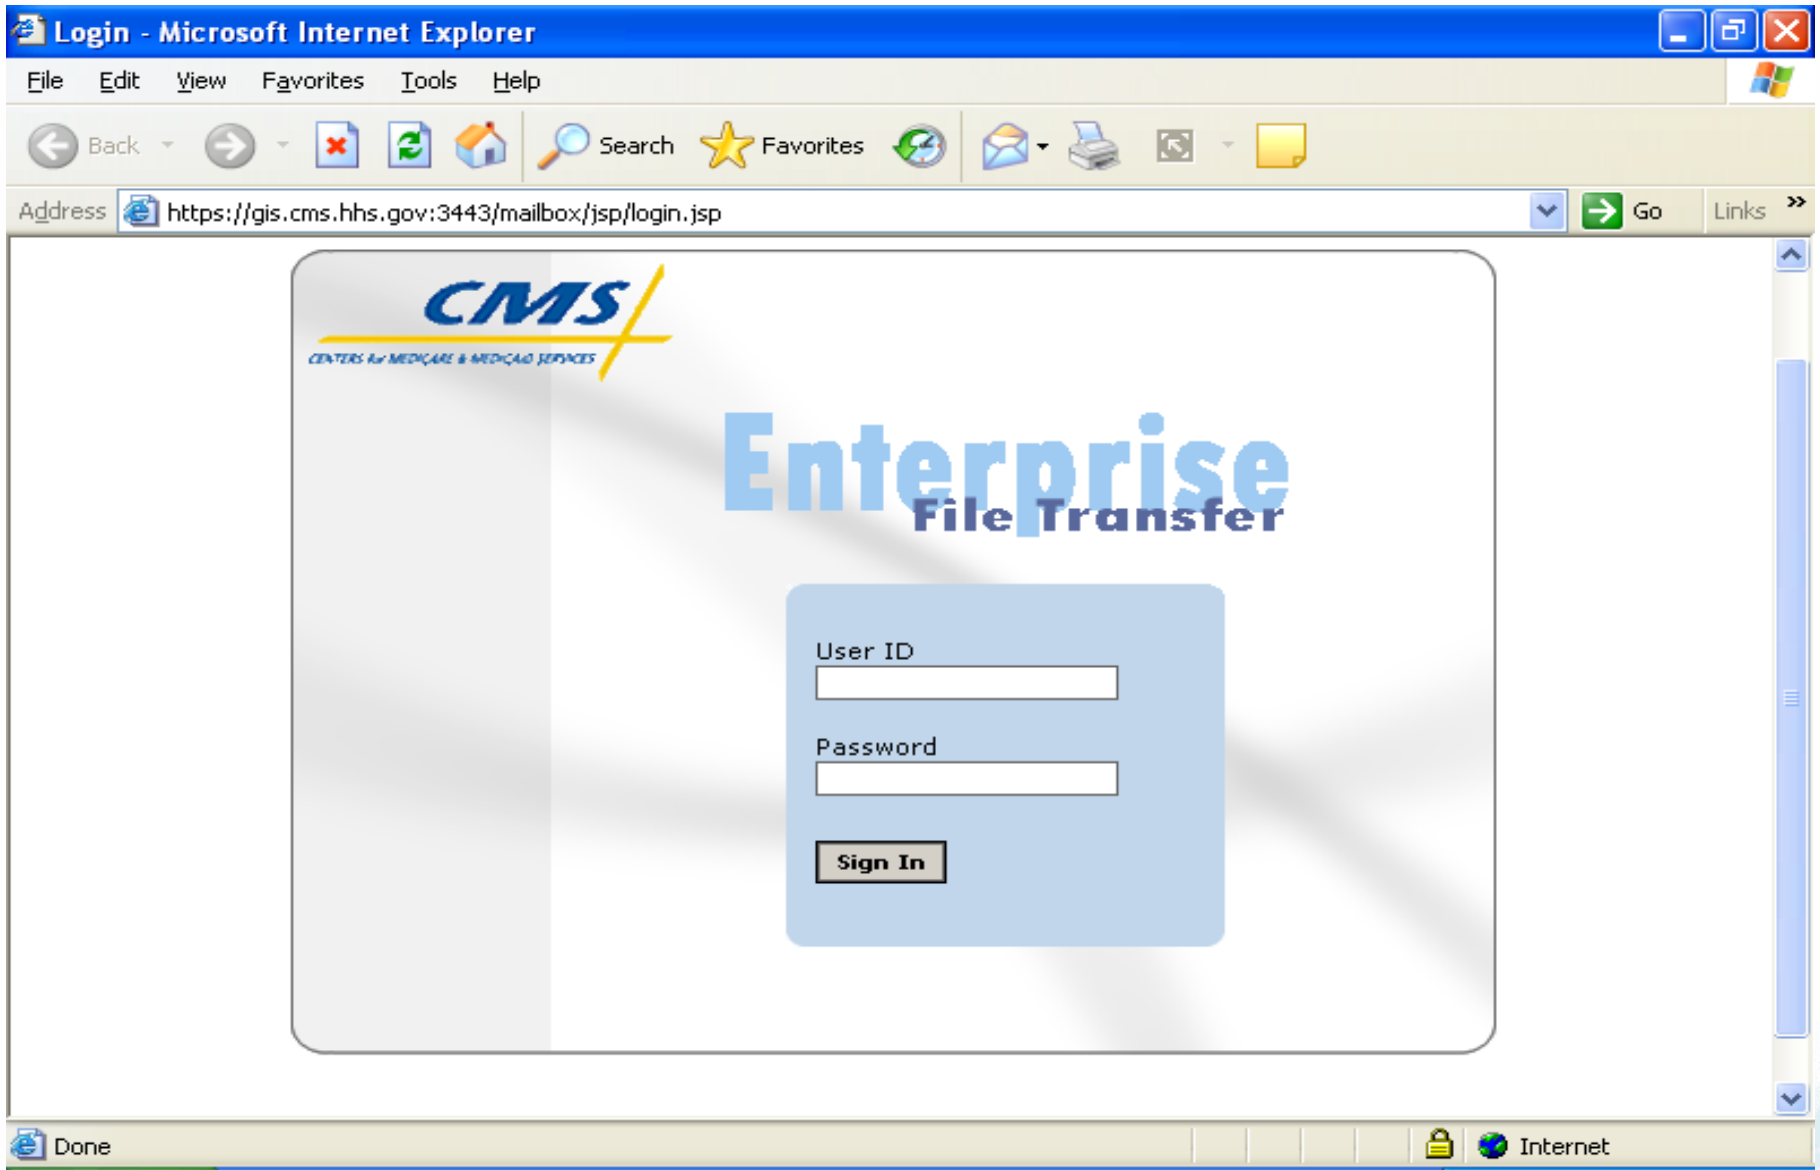 Login - Microsoft Internet Explorer
File Edit View Favorites Tools Help
Back Search Favorites
Address https://gis.cms.hhs.gov:3443/mailbox/jsp/login.jsp Go Links »
CMS
CENTERS for MEDICARE & MEDICAID SERVICES
Enterprise
File Transfer
User ID
Password
Sign In
Done Internet